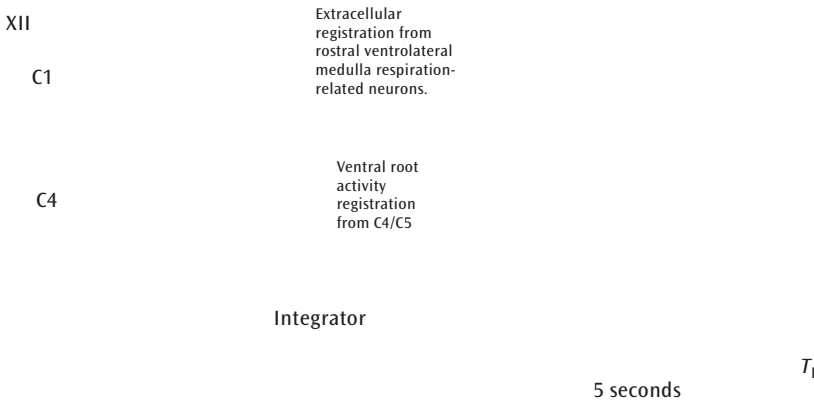 XII
C1
Extracellular
registration from
rostral ventrolateral
medulla respiration-
related neurons.
C4
Ventral root
activity
registration
from C4/C5
Integrator
5 seconds